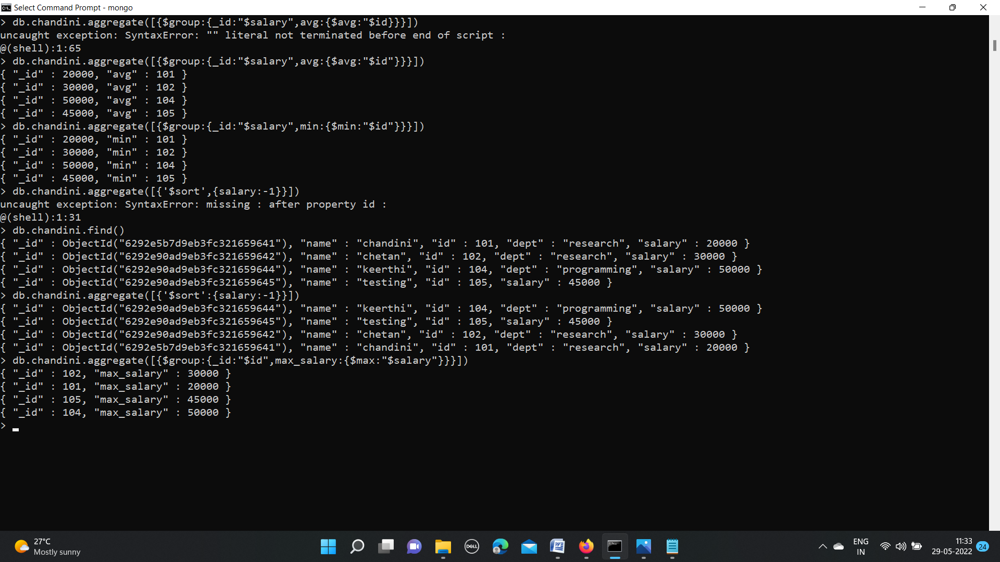 Select Command Prompt - mongo
> db.chandini.aggregate([{$group:{_id:"$salary",avg:{$avg:"$id}}}])
uncaught exception: SyntaxError: "" literal not terminated before end of script :
@(shell):1:65
> db.chandini.aggregate([{$group:{_id:"$salary",avg:{$avg:"$id"}}}])
{ "_id" : 20000, "avg" : 101 }
{ "_id" : 30000, "avg" : 102 }
{ "_id" : 50000, "avg" : 104 }
{ "_id" : 45000, "avg" : 105 }
> db.chandini.aggregate([{$group:{_id:"$salary",min:{$min:"$id"}}}])
{ "_id" : 20000, "min" : 101 }
{ "_id" : 30000, "min" : 102 }
{ "_id" : 50000, "min" : 104 }
{ "_id" : 45000, "min" : 105 }
> db.chandini.aggregate([{'$sort',{salary:-1}}])
uncaught exception: SyntaxError: missing : after property id :
@(shell):1:31
> db.chandini.find()
{ "_id" : ObjectId("6292e5b7d9eb3fc321659641"), "name" : "chandini", "id" : 101, "dept" : "research", "salary" : 20000 }
{ "_id" : ObjectId("6292e90ad9eb3fc321659642"), "name" : "chetan", "id" : 102, "dept" : "research", "salary" : 30000 }
{ "_id" : ObjectId("6292e90ad9eb3fc321659644"), "name" : "keerthi", "id" : 104, "dept" : "programming", "salary" : 50000 }
{ "_id" : ObjectId("6292e90ad9eb3fc321659645"), "name" : "testing", "id" : 105, "salary" : 45000 }
> db.chandini.aggregate([{'$sort':{salary:-1}}])
{ "_id" : ObjectId("6292e90ad9eb3fc321659644"), "name" : "keerthi", "id" : 104, "dept" : "programming", "salary" : 50000 }
{ "_id" : ObjectId("6292e90ad9eb3fc321659645"), "name" : "testing", "id" : 105, "salary" : 45000 }
{ "_id" : ObjectId("6292e90ad9eb3fc321659642"), "name" : "chetan", "id" : 102, "dept" : "research", "salary" : 30000 }
{ "_id" : ObjectId("6292e5b7d9eb3fc321659641"), "name" : "chandini", "id" : 101, "dept" : "research", "salary" : 20000 }
> db.chandini.aggregate([{$group:{_id:"$id",max_salary:{$max:"$salary"}}}])
{ "_id" : 102, "max_salary" : 30000 }
{ "_id" : 101, "max_salary" : 20000 }
{ "_id" : 105, "max_salary" : 45000 }
{ "_id" : 104, "max_salary" : 50000 }
>
27°C
Mostly sunny
DELL
ENG
IN
11:33
29-05-2022
24